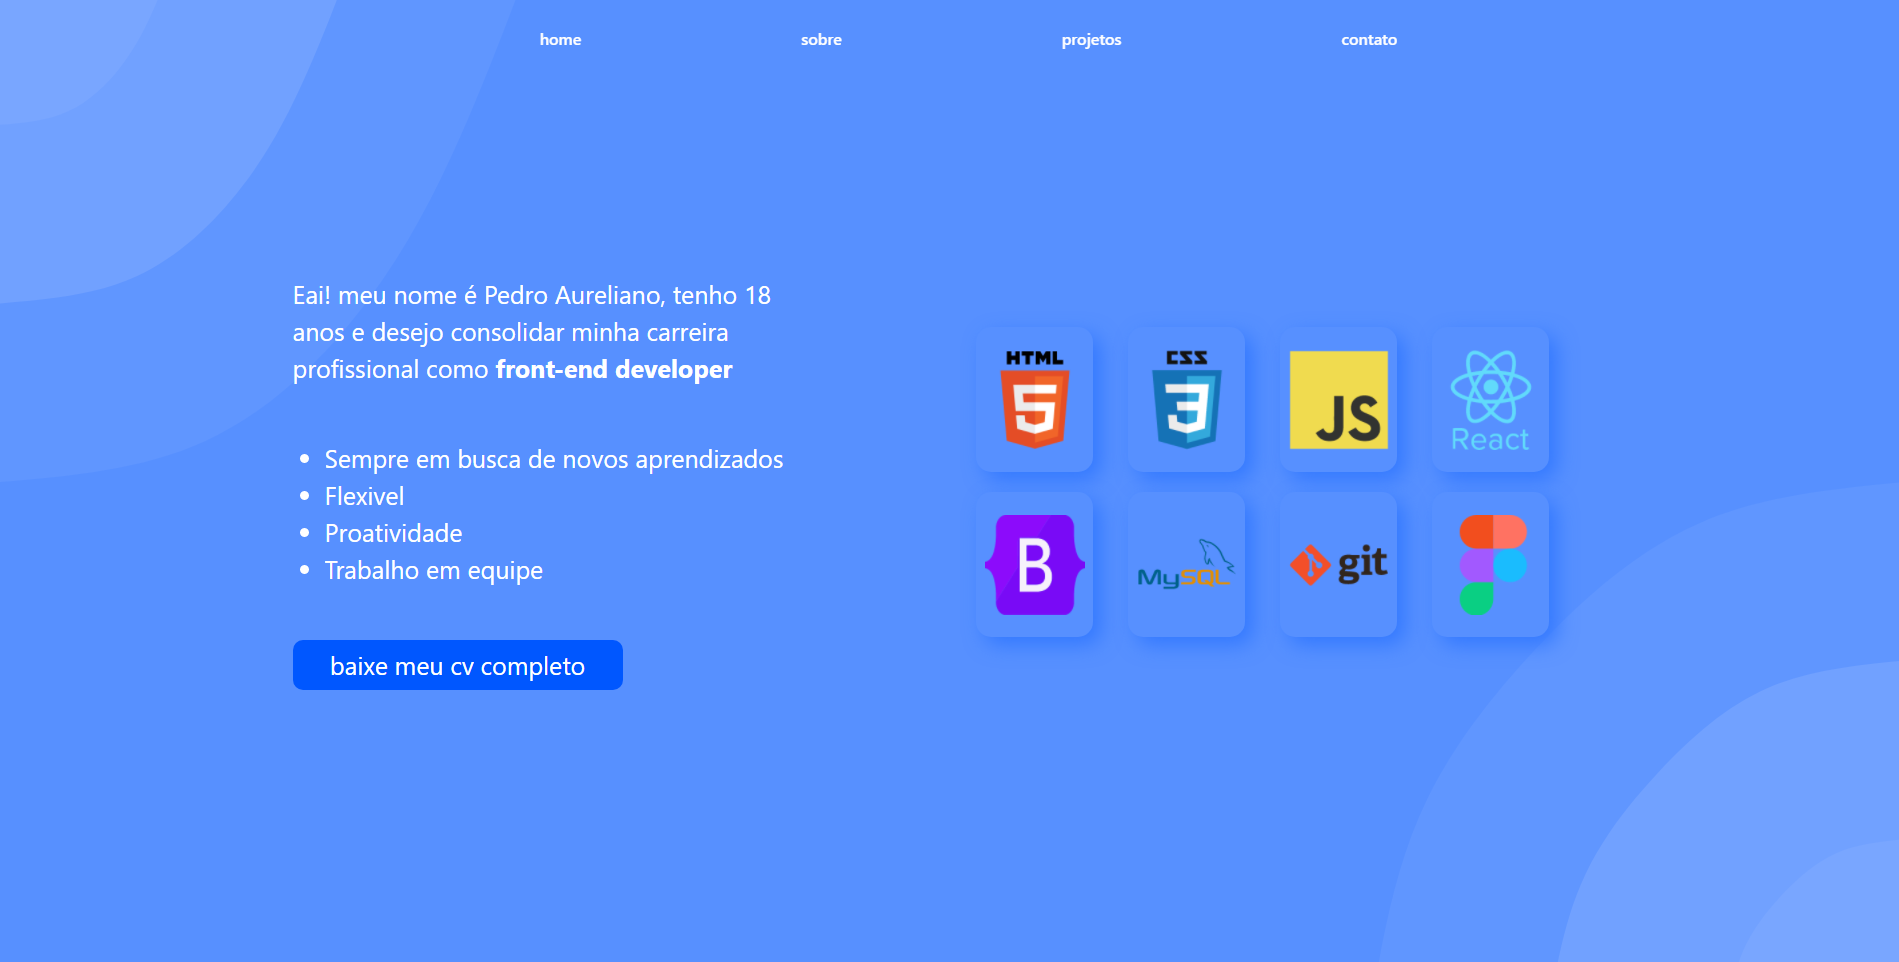 home
sobre
projetos
contato
Eai! meu nome é Pedro Aureliano, tenho 18
anos e desejo consolidar minha carreira
profissional como front-end developer
Sempre em busca de novos aprendizados
Flexivel
Proatividade
Trabalho em equipe
baixe meu cv completo
HTML
5
CSS
3
JS
React
B
MySQL
git